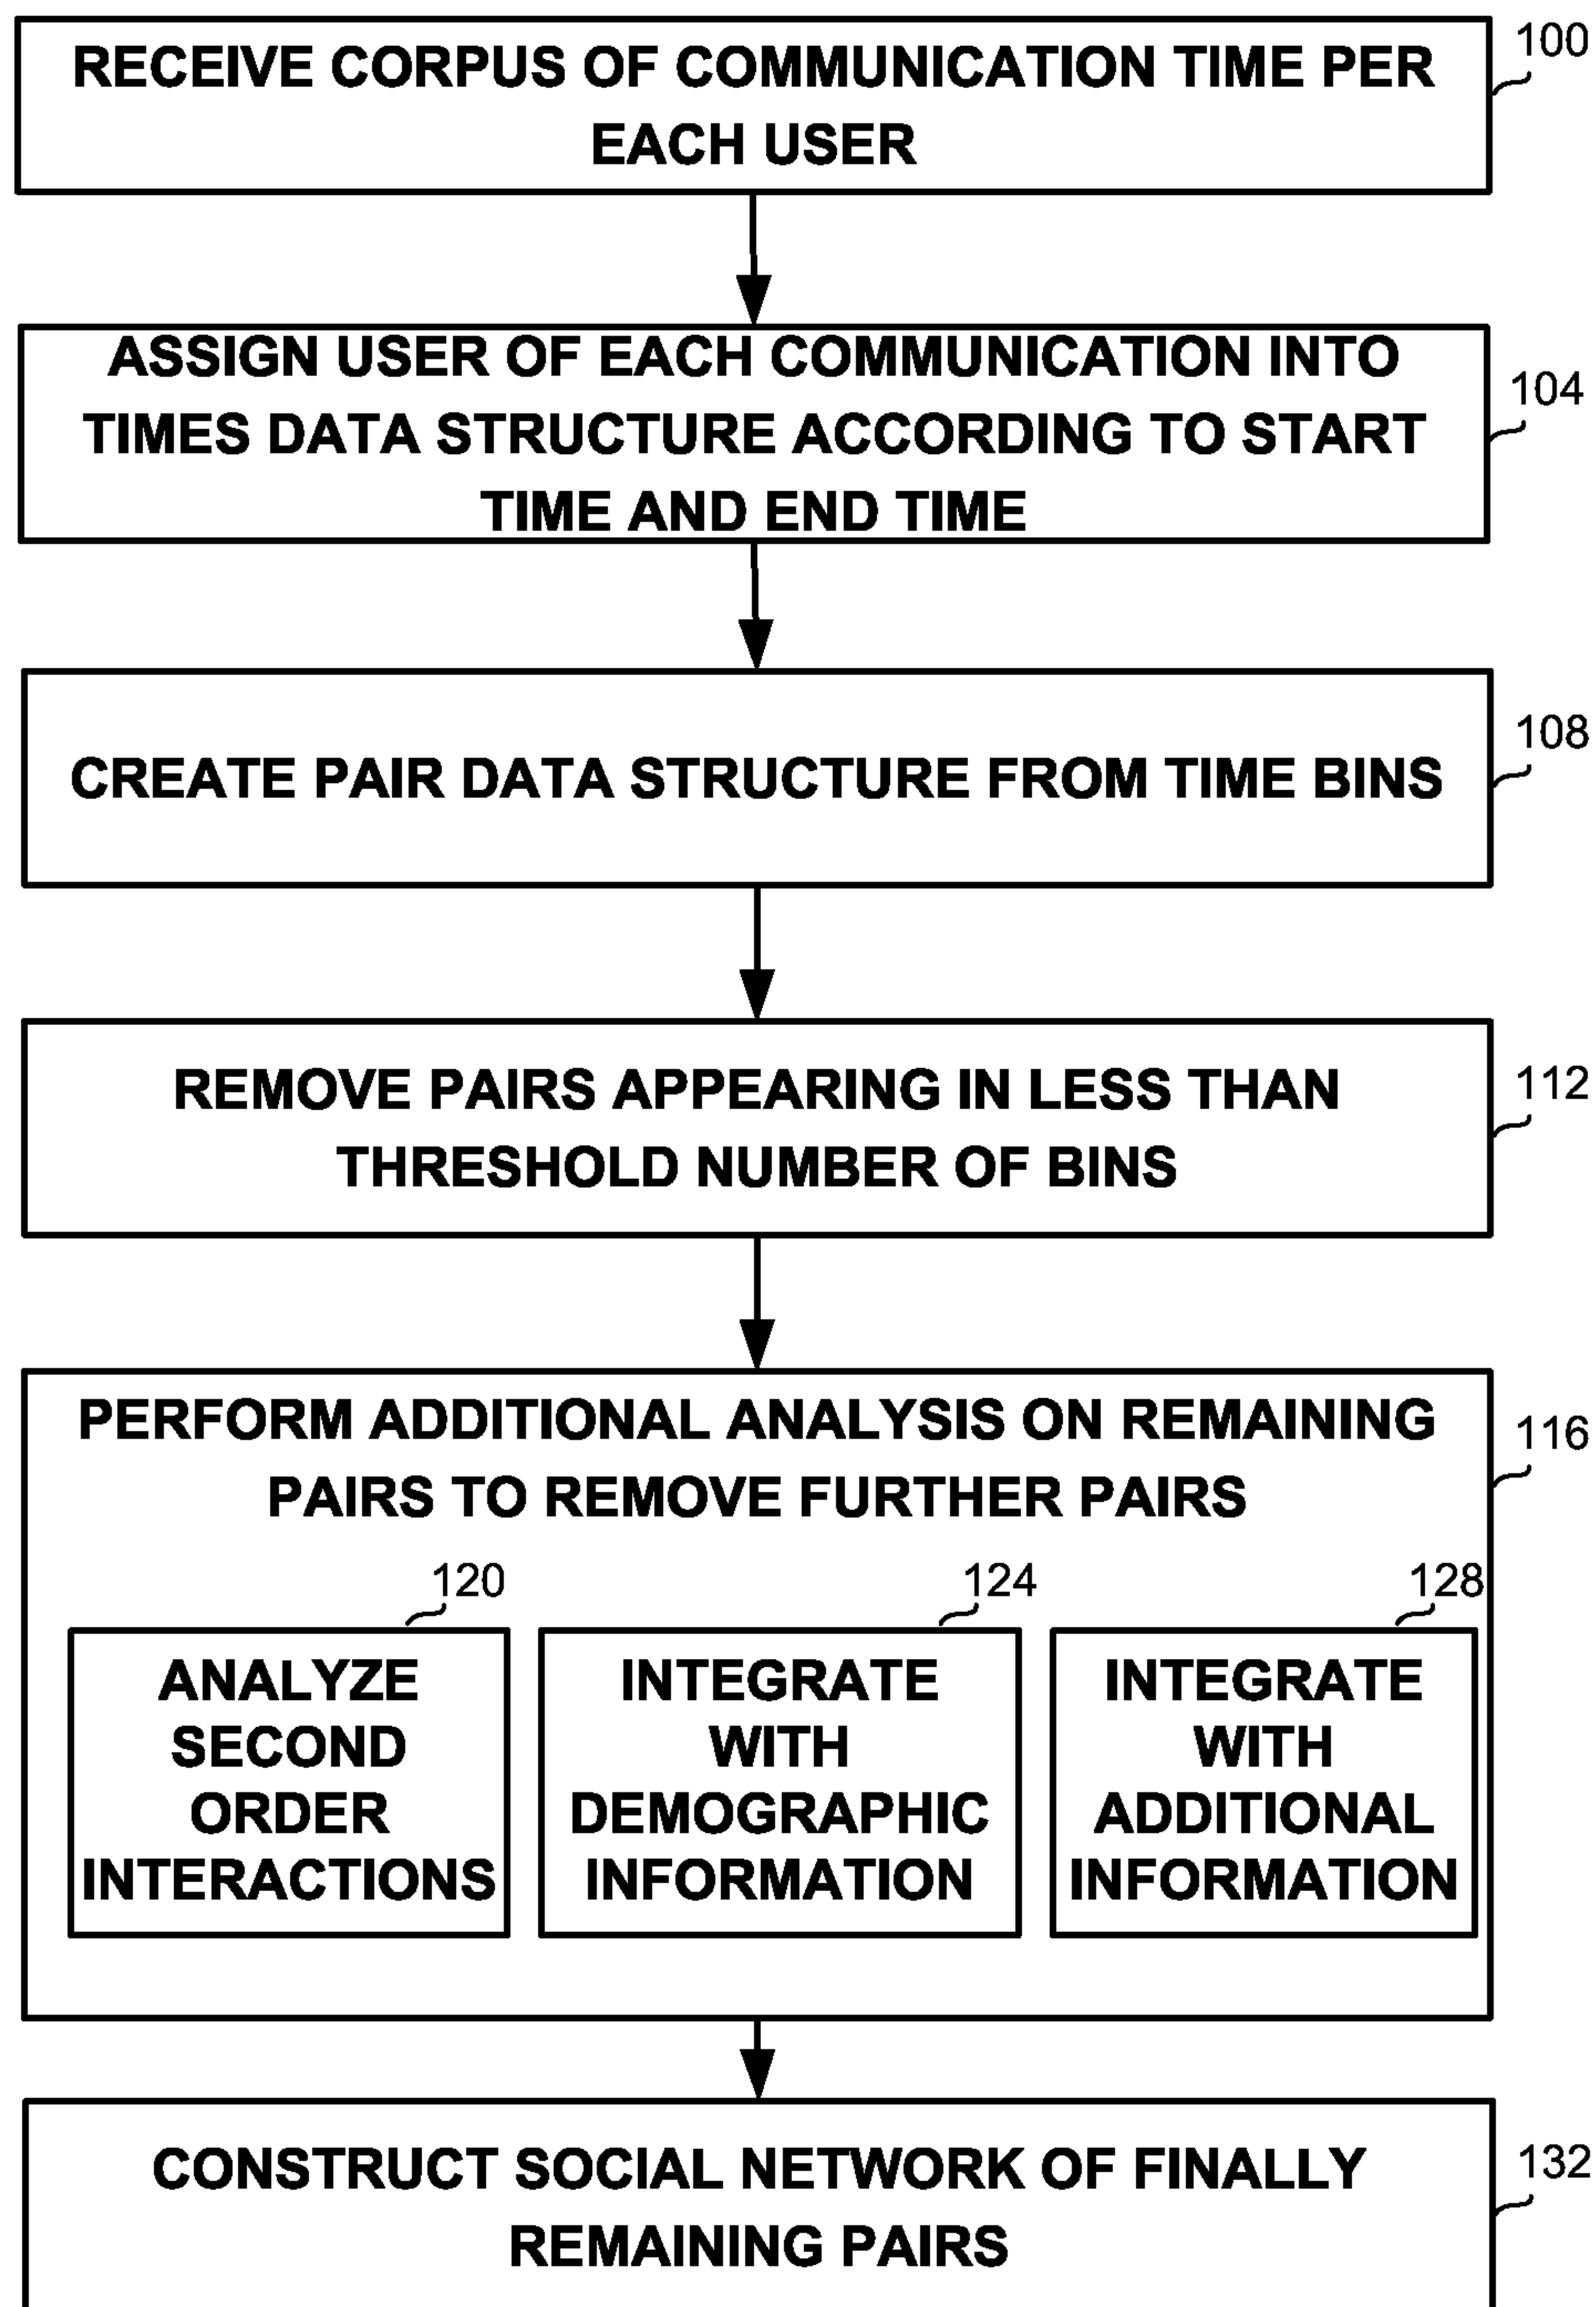 RECEIVE CORPUS OF COMMUNICATION TIME PER
EACH USER
100
ASSIGN USER OF EACH COMMUNICATION INTO
TIMES DATA STRUCTURE ACCORDING TO START
TIME AND END TIME
104
CREATE PAIR DATA STRUCTURE FROM TIME BINS
108
REMOVE PAIRS APPEARING IN LESS THAN
THRESHOLD NUMBER OF BINS
112
PERFORM ADDITIONAL ANALYSIS ON REMAINING
PAIRS TO REMOVE FURTHER PAIRS
116
120
ANALYZE
SECOND
ORDER
INTERACTIONS
124
INTEGRATE
WITH
DEMOGRAPHIC
INFORMATION
128
INTEGRATE
WITH
ADDITIONAL
INFORMATION
CONSTRUCT SOCIAL NETWORK OF FINALLY
REMAINING PAIRS
132